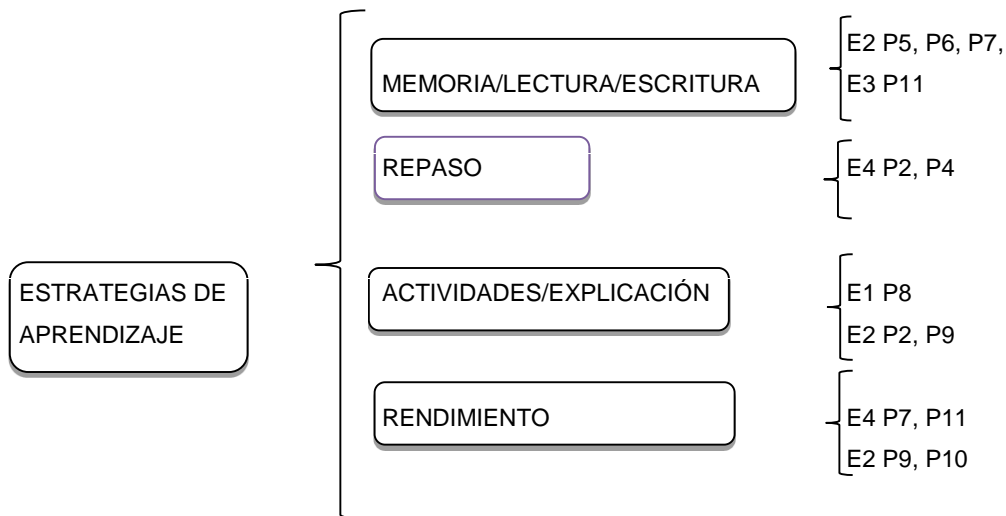 ESTRATEGIAS DE
APRENDIZAJE
MEMORIA/LECTURA/ESCRITURA
E2 P5, P6, P7,
E3 P11
REPASO
E4 P2, P4
ACTIVIDADES/EXPLICACIÓN
E1 P8
E2 P2, P9
RENDIMIENTO
E4 P7, P11
E2 P9, P10